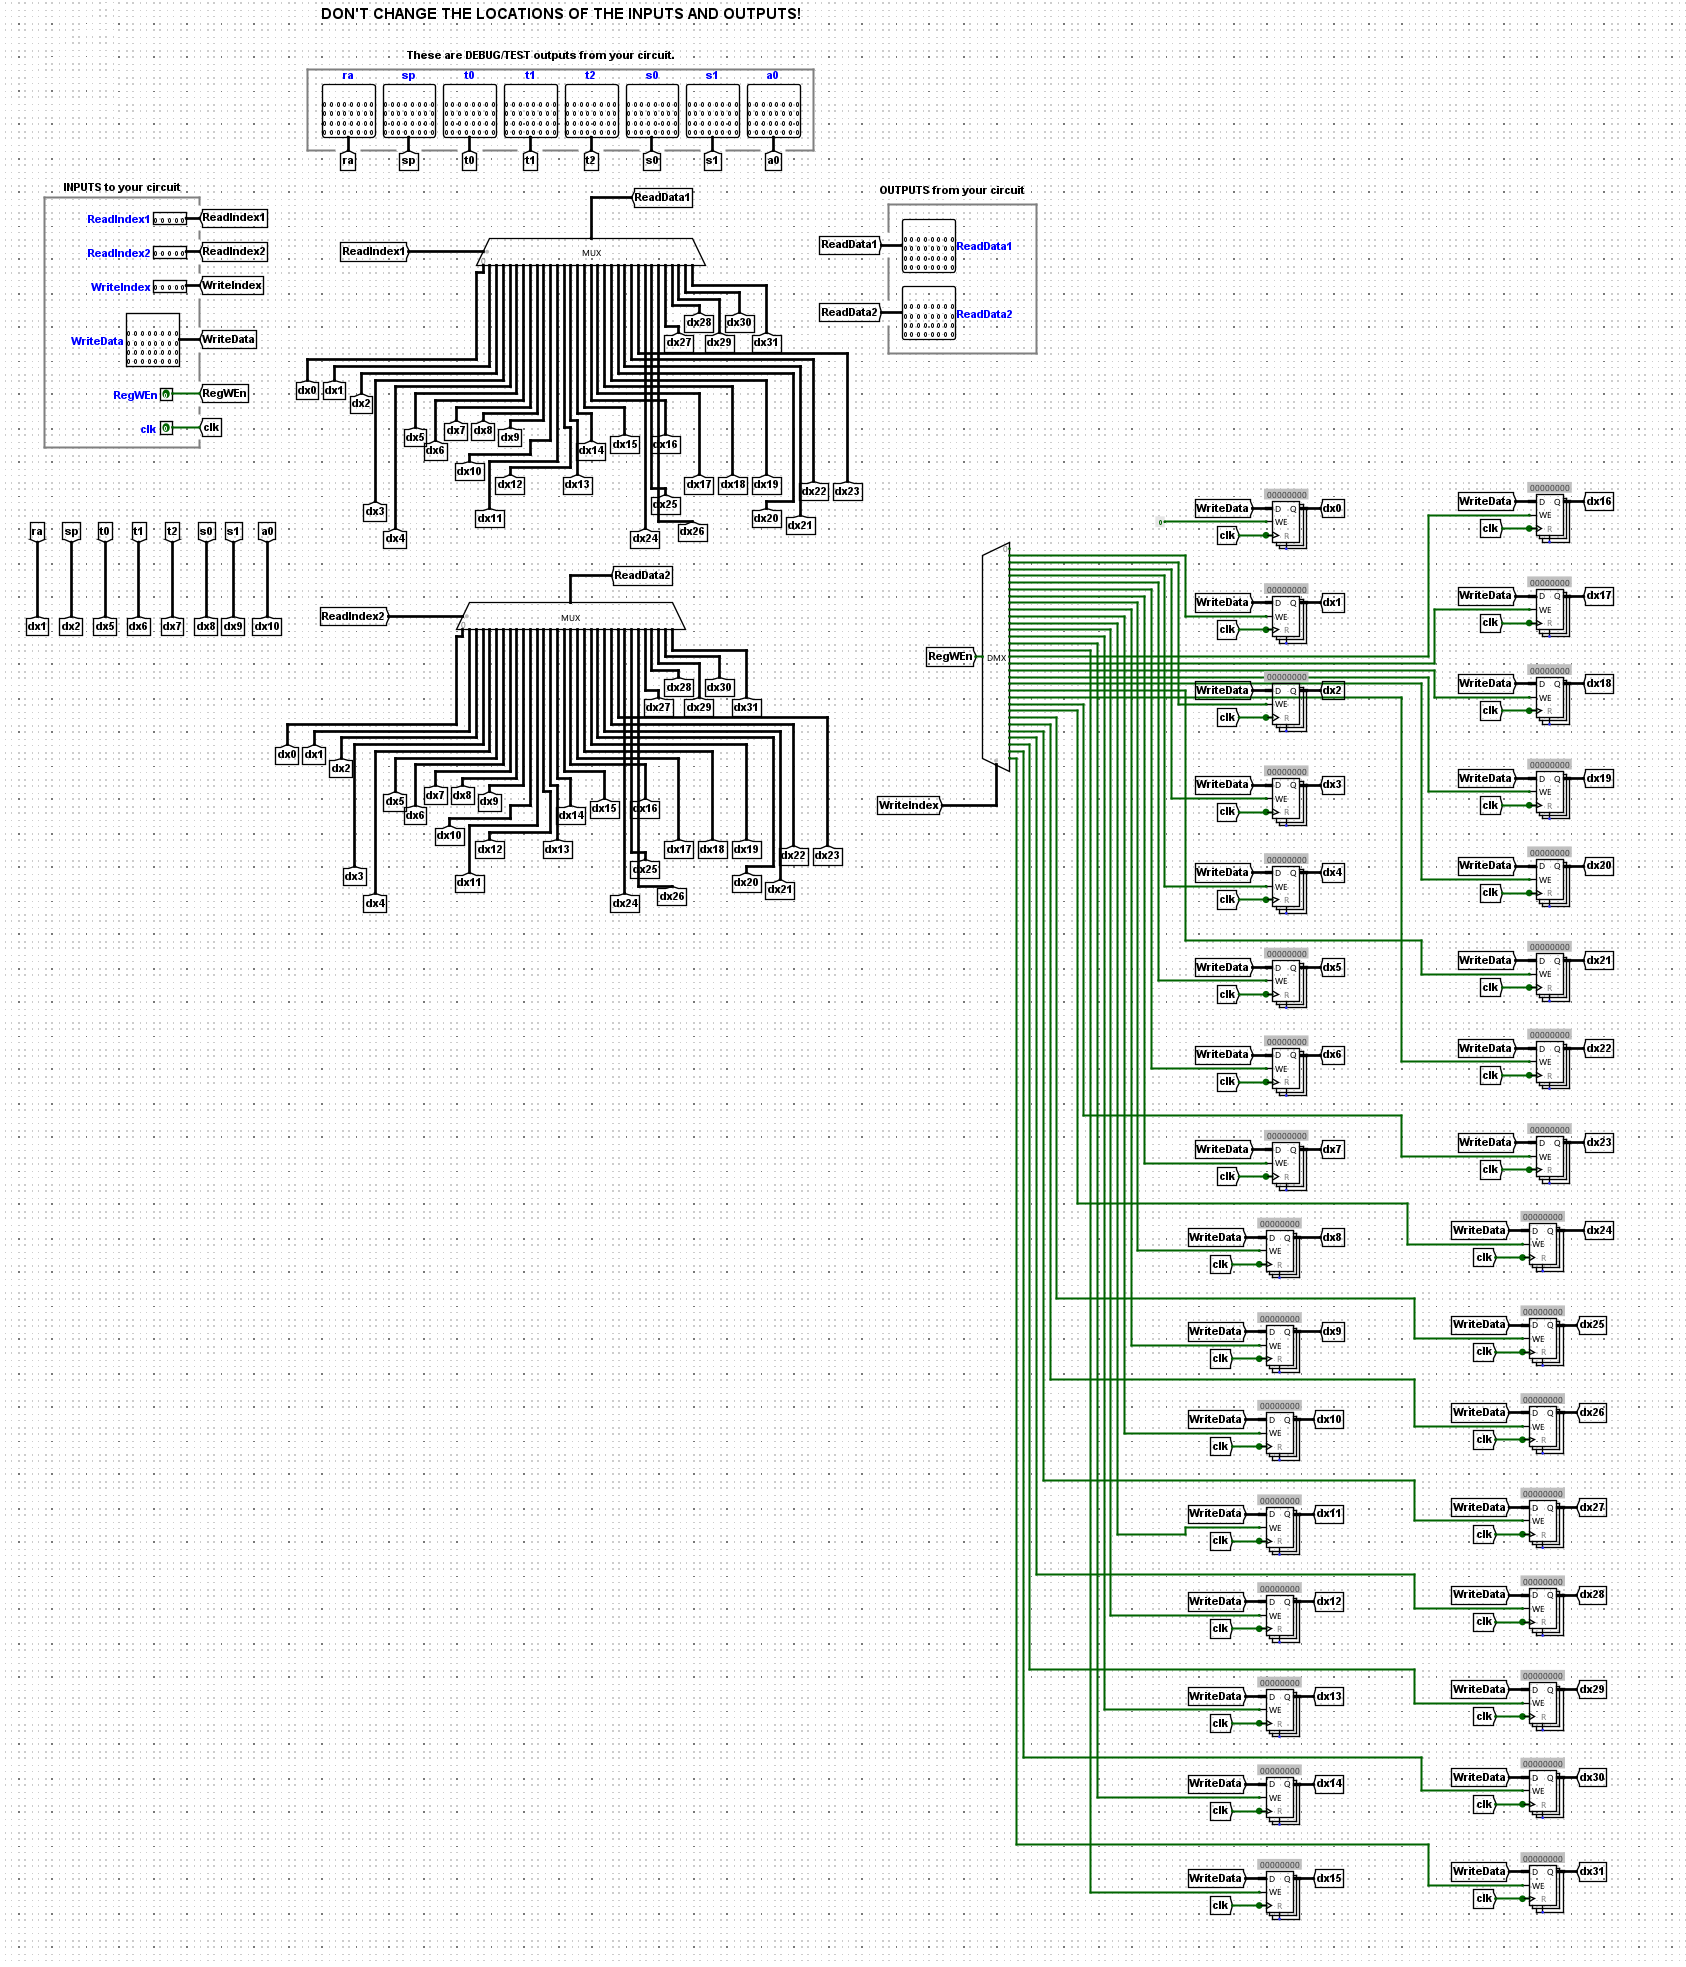 DON'T CHANGE THE LOCATIONS OF THE INPUTS AND OUTPUTS!
These are DEBUG/TEST outputs from your circuit.
ra sp t0 t1 t2 s0 s1 a0
ra sp t0 t1 t2 s0 s1 a0
INPUTS to your circuit
ReadIndex1 ReadIndex1
ReadIndex2 ReadIndex2
WriteIndex WriteIndex
WriteData WriteData
RegWEn 0 RegWEn
clk 0 clk
ReadData1
ReadIndex1 MUX
dx28 dx30
dx27 dx29 dx31
dx0 dx1 dx2
dx5 dx6 dx7 dx8 dx9 dx14 dx15 dx16
dx10 dx12 dx13 dx17 dx18 dx19 dx22 dx23
dx3 dx11 dx25 dx20 dx21
dx4 dx24 dx26
OUTPUTS from your circuit
ReadData1 ReadData1
ReadData2 ReadData2
ra sp t0 t1 t2 s0 s1 a0
dx1 dx2 dx5 dx6 dx7 dx8 dx9 dx10
ReadData2
ReadIndex2 MUX
dx28 dx30
dx27 dx29 dx31
dx0 dx1 dx2
dx5 dx6 dx7 dx8 dx9 dx14 dx15 dx16
dx10 dx12 dx13 dx17 dx18 dx19 dx22 dx23
dx3 dx11 dx25 dx20 dx21
dx4 dx24 dx26
RegWEn DMX
WriteIndex
00000000
WriteData D Q dx0
0 WE
clk R
00000000
WriteData D Q dx1
WE
clk R
00000000
WriteData D Q dx2
WE
clk R
00000000
WriteData D Q dx3
WE
clk R
00000000
WriteData D Q dx4
WE
clk R
00000000
WriteData D Q dx5
WE
clk R
00000000
WriteData D Q dx6
WE
clk R
00000000
WriteData D Q dx7
WE
clk R
00000000
WriteData D Q dx8
WE
clk R
00000000
WriteData D Q dx9
WE
clk R
00000000
WriteData D Q dx10
WE
clk R
00000000
WriteData D Q dx11
WE
clk R
00000000
WriteData D Q dx12
WE
clk R
00000000
WriteData D Q dx13
WE
clk R
00000000
WriteData D Q dx14
WE
clk R
00000000
WriteData D Q dx15
WE
clk R
00000000
WriteData D Q dx16
WE
clk R
00000000
WriteData D Q dx17
WE
clk R
00000000
WriteData D Q dx18
WE
clk R
00000000
WriteData D Q dx19
WE
clk R
00000000
WriteData D Q dx20
WE
clk R
00000000
WriteData D Q dx21
WE
clk R
00000000
WriteData D Q dx22
WE
clk R
00000000
WriteData D Q dx23
WE
clk R
00000000
WriteData D Q dx24
WE
clk R
00000000
WriteData D Q dx25
WE
clk R
00000000
WriteData D Q dx26
WE
clk R
00000000
WriteData D Q dx27
WE
clk R
00000000
WriteData D Q dx28
WE
clk R
00000000
WriteData D Q dx29
WE
clk R
00000000
WriteData D Q dx30
WE
clk R
00000000
WriteData D Q dx31
WE
clk R